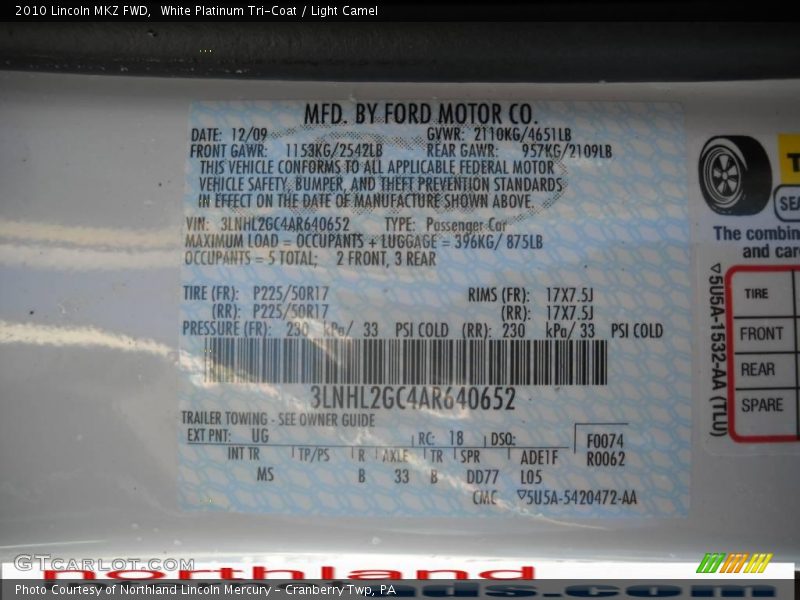 2010 Lincoln MKZ FWD,  White Platinum Tri-Coat / Light Camel
MFD. BY FORD MOTOR CO.
DATE: 12/09 GVWR: 2110KG/4651LB
FRONT GAWR: 1153KG/2542LB REAR GAWR: 957KG/2109LB
THIS VEHICLE CONFORMS TO ALL APPLICABLE FEDERAL MOTOR
VEHICLE SAFETY, BUMPER, AND THEFT PREVENTION STANDARDS
IN EFFECT ON THE DATE OF MANUFACTURE SHOWN ABOVE.
VIN: 3LNHL2GC4AR640652 TYPE: Passenger Car
MAXIMUM LOAD = OCCUPANTS + LUGGAGE = 396KG/ 875LB
OCCUPANTS = 5 TOTAL; 2 FRONT, 3 REAR
TIRE (FR): P225/50R17 RIMS (FR): 17X7.5J
(RR): P225/50R17 (RR): 17X7.5J
PRESSURE (FR): 230 kPa/ 33 PSI COLD (RR): 230 kPa/ 33 PSI COLD
3LNHL2GC4AR640652
TRAILER TOWING - SEE OWNER GUIDE
EXT PNT: UG RC: 18 DSO: F0074
INT TR TP/PS R AXLE TR SPR ADE1F R0062
MS B 33 B DD77 L05
CMC ▽5U5A-5420472-AA
SEA
The combin
and car
▽5U5A-1532-AA (TLU)
TIRE
FRONT
REAR
SPARE
GTCARLOT.COM
northland
Photo Courtesy of Northland Lincoln Mercury - Cranberry Twp, PA